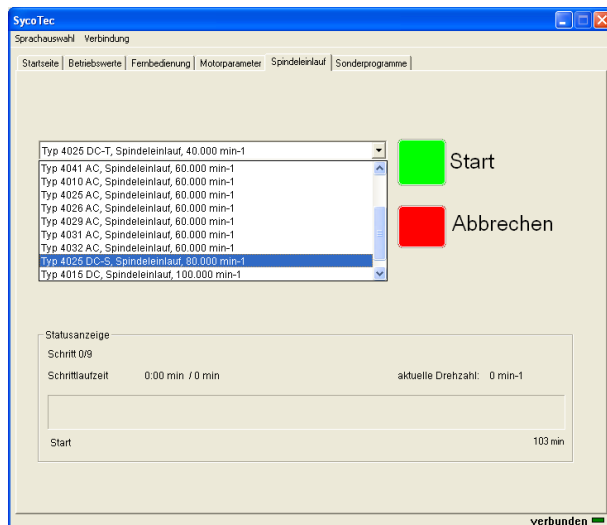 SycoTec
Sprachauswahl Verbindung
Startseite Betriebswerte Fernbedienung Motorparameter Spindeleinlauf Sonderprogramme
Typ 4025 DC-T, Spindeleinlauf, 40.000 min-1
Typ 4041 AC, Spindeleinlauf, 60.000 min-1
Typ 4010 AC, Spindeleinlauf, 60.000 min-1
Typ 4025 AC, Spindeleinlauf, 60.000 min-1
Typ 4026 AC, Spindeleinlauf, 60.000 min-1
Typ 4029 AC, Spindeleinlauf, 60.000 min-1
Typ 4031 AC, Spindeleinlauf, 60.000 min-1
Typ 4032 AC, Spindeleinlauf, 60.000 min-1
Typ 4025 DC-S, Spindeleinlauf, 80.000 min-1
Typ 4015 DC, Spindeleinlauf, 100.000 min-1
Start
Abbrechen
Statusanzeige
Schritt 0/9
Schrittlaufzeit 0:00 min / 0 min aktuelle Drehzahl: 0 min-1
Start 103 min
verbunden